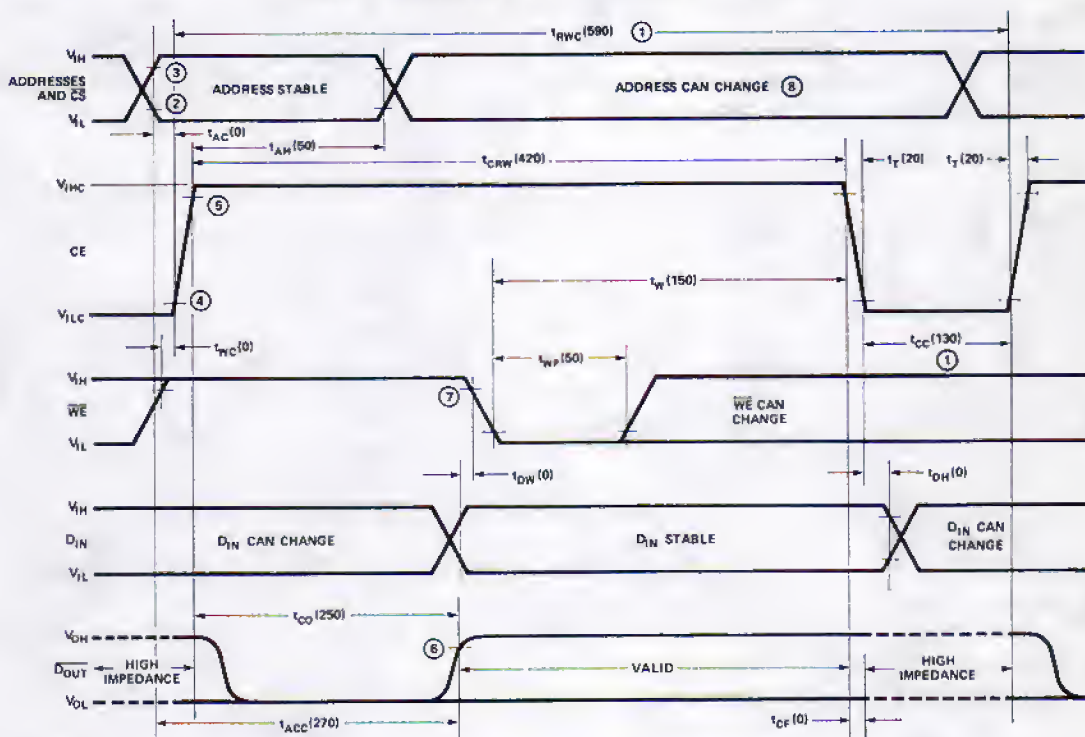 tRWC(590) ①
VIH
ADDRESSES AND CS̅
VIL
③
②
ADDRESS STABLE
ADDRESS CAN CHANGE ⑧
tAC(0)
tAH(50)
tCRW(420)
tT(20)
tT(20)
VIHC
CE
VILC
⑤
④
tW(150)
tWC(0)
tWP(50)
tCC(130)
①
VIH
W̅E̅
VIL
⑦
W̅E̅ CAN CHANGE
tDW(0)
tDH(0)
VIH
DIN
VIL
DIN CAN CHANGE
DIN STABLE
DIN CAN CHANGE
tCO(250)
VOH
D̅O̅U̅T̅
VOL
HIGH IMPEDANCE
⑥
VALID
HIGH IMPEDANCE
tACC(270)
tCF(0)